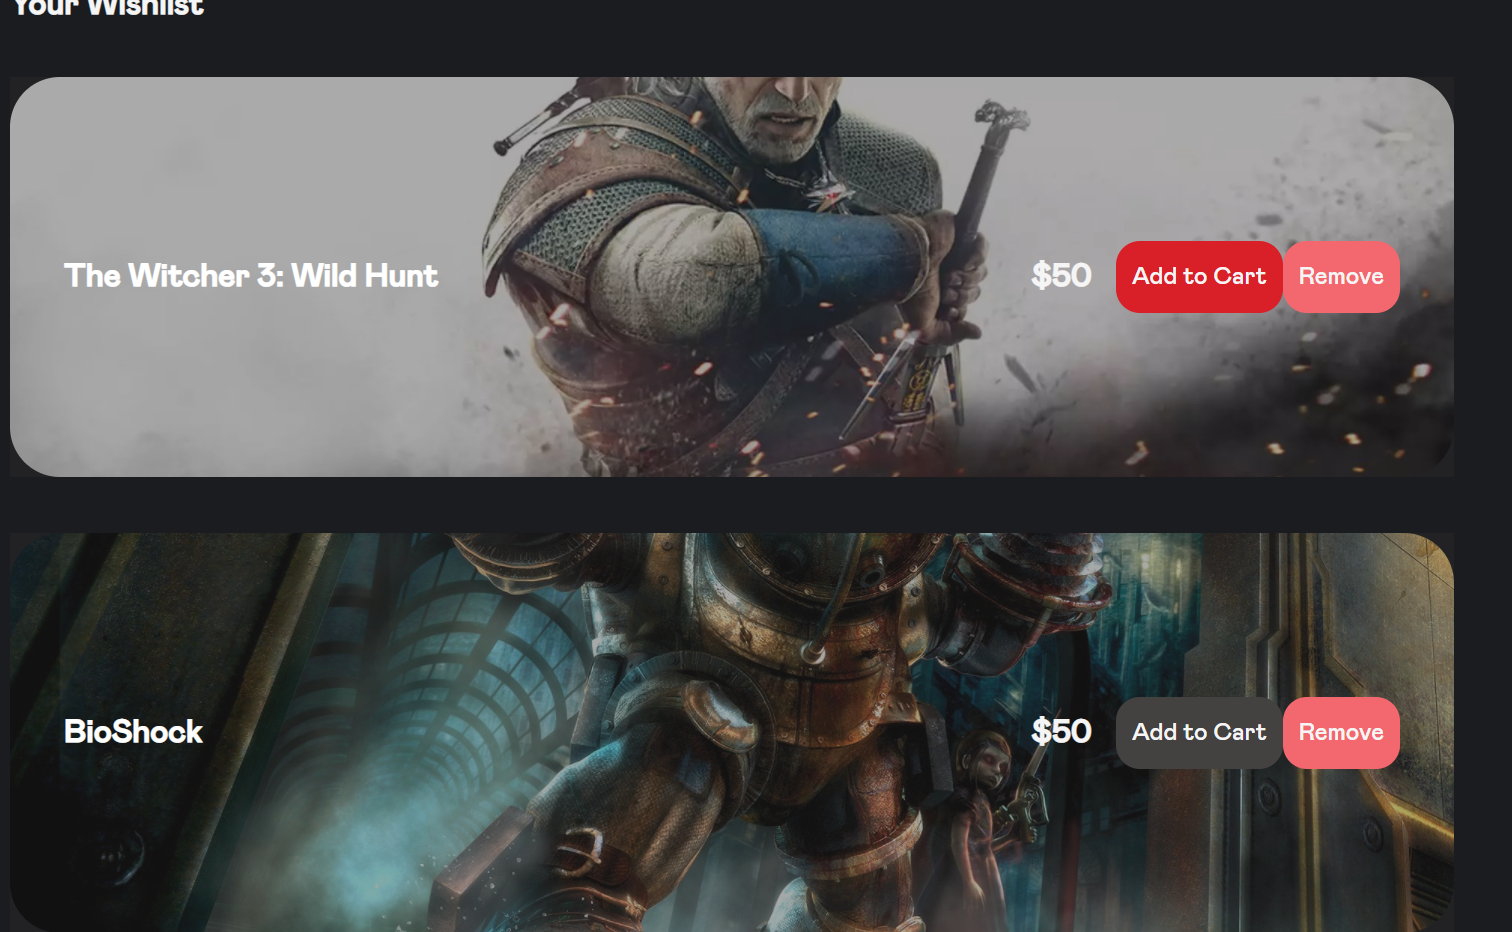 Your Wishlist
The Witcher 3: Wild Hunt
$50
Add to Cart
Remove
BioShock
$50
Add to Cart
Remove